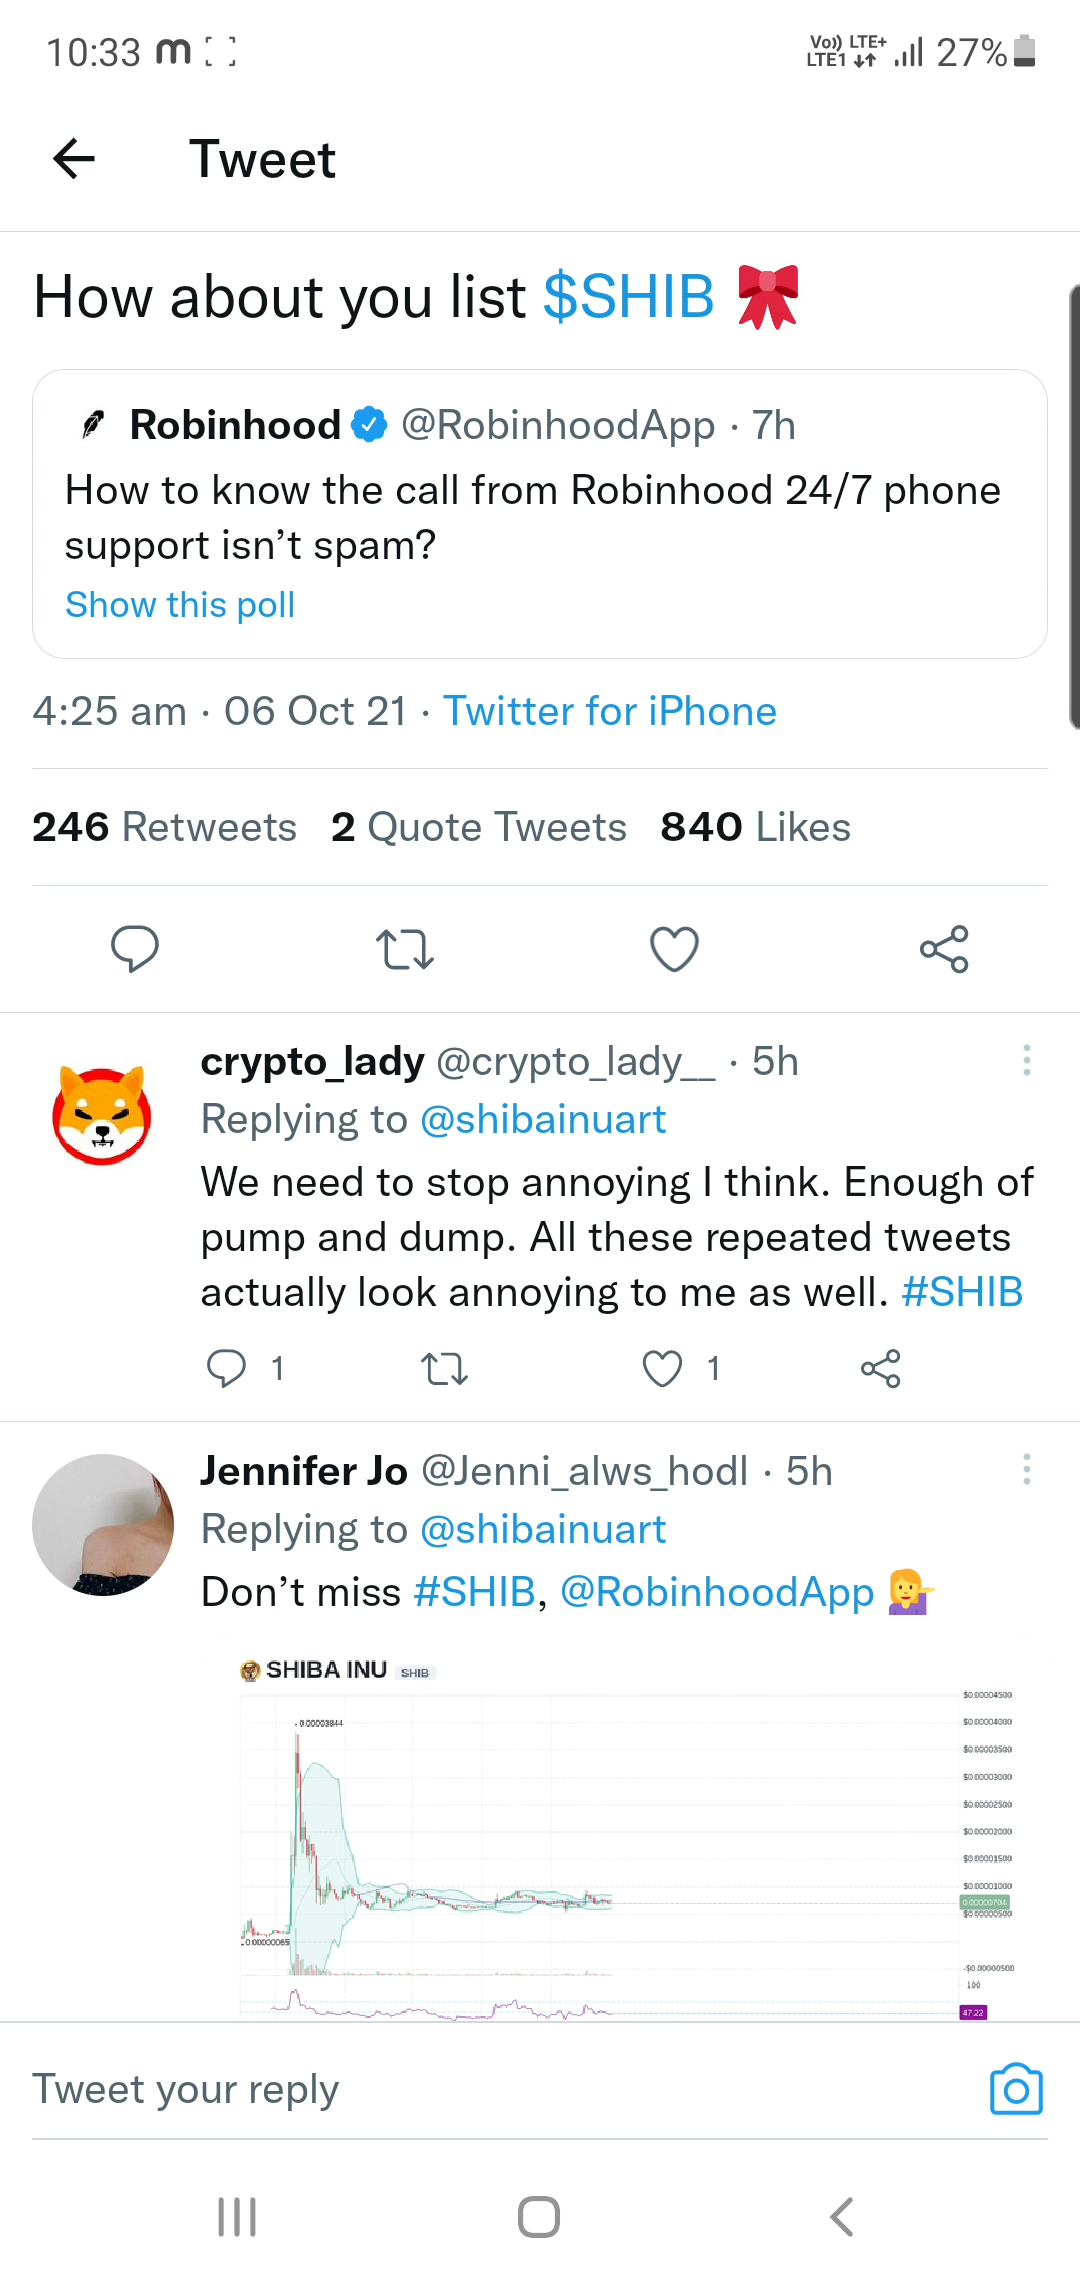 10:33 m Vo)) LTE+ LTE1 27%
Tweet
How about you list $SHIB
Robinhood @RobinhoodApp · 7h
How to know the call from Robinhood 24/7 phone
support isn’t spam?
Show this poll
4:25 am · 06 Oct 21 · Twitter for iPhone
246 Retweets 2 Quote Tweets 840 Likes
crypto_lady @crypto_lady__ · 5h
Replying to @shibainuart
We need to stop annoying I think. Enough of
pump and dump. All these repeated tweets
actually look annoying to me as well. #SHIB
1 1
Jennifer Jo @Jenni_alws_hodl · 5h
Replying to @shibainuart
Don’t miss #SHIB, @RobinhoodApp
SHIBA INU SHIB
$0.00004500
0.00003844
$0.00004000
$0.00003500
$0.00003000
$0.00002500
$0.00002000
$0.00001500
$0.00001000
0.00000704
$0.00000500
0.00000065
-$0.00000500
100
47.22
Tweet your reply